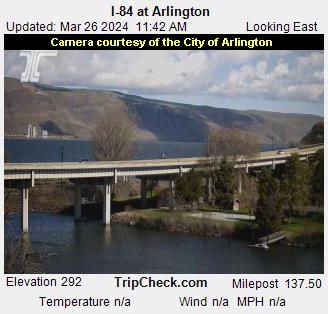 I-84 at Arlington
Updated: Mar 26 2024 11:42 AM Looking East
Camera courtesy of the City of Arlington
Elevation 292 TripCheck.com Milepost 137.50
Temperature n/a Wind n/a MPH n/a